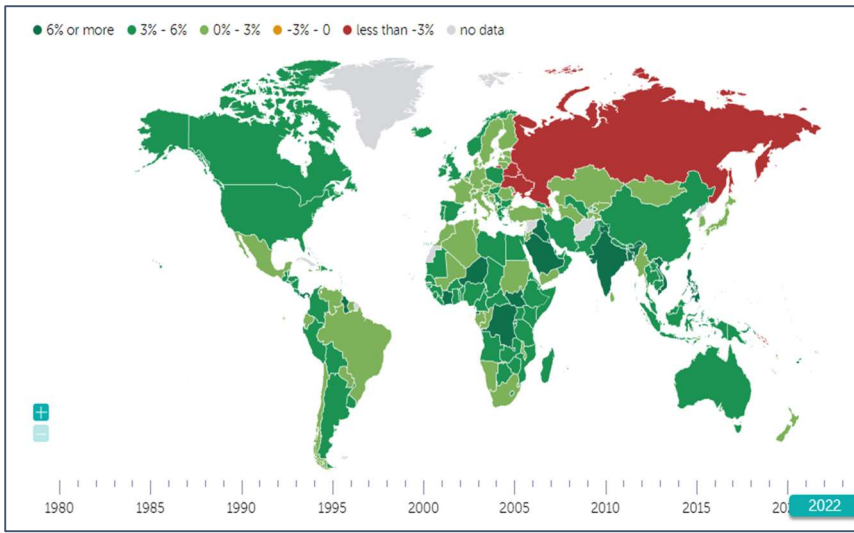 6% or more 3% - 6% 0% - 3% -3% - 0 less than -3% no data
+
−
1980 1985 1990 1995 2000 2005 2010 2015 2022